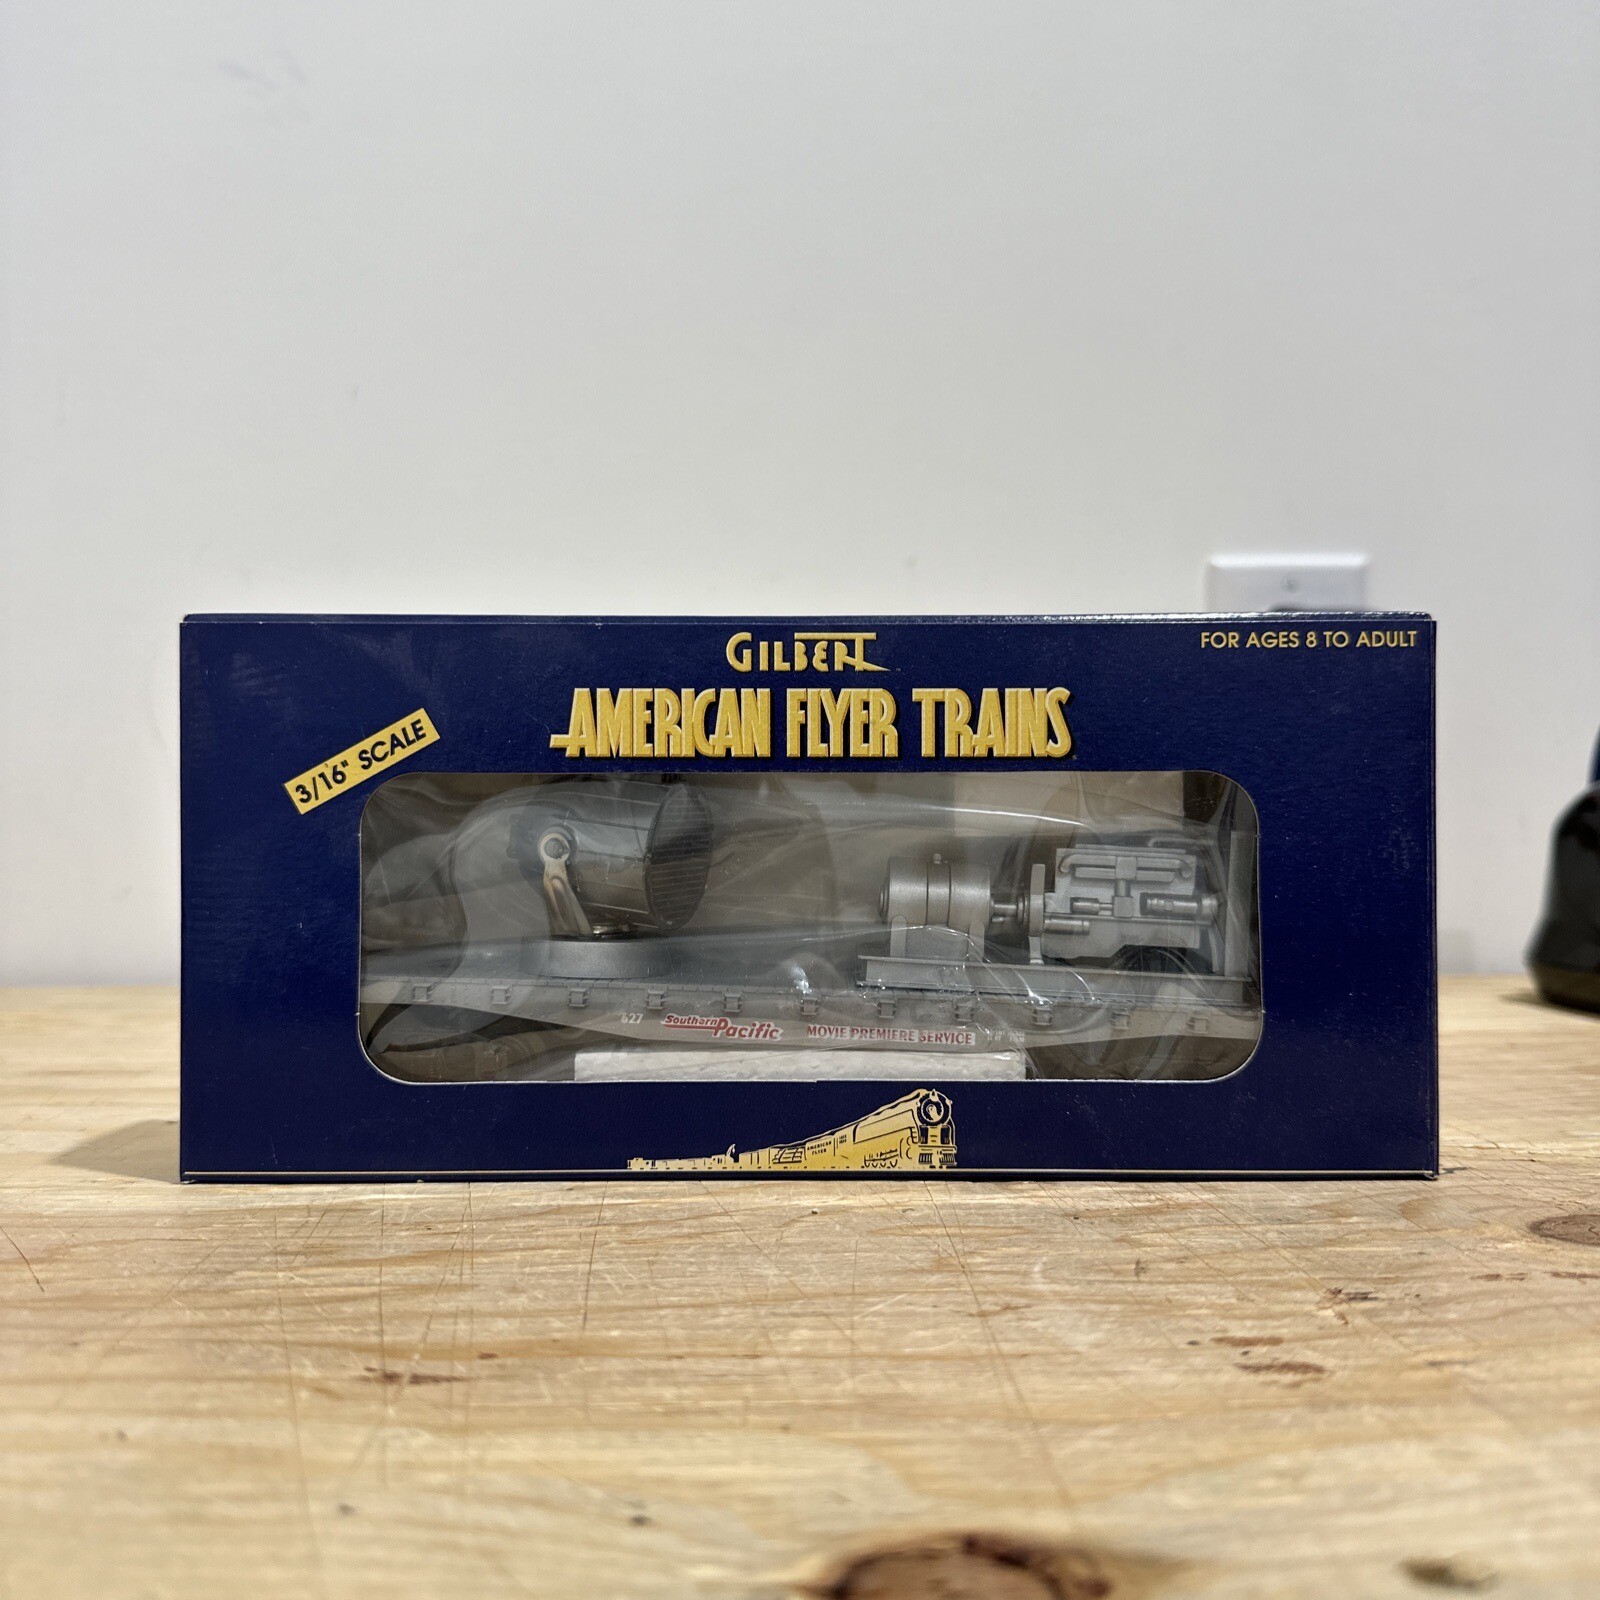 GILBERT
FOR AGES 8 TO ADULT
AMERICAN FLYER TRAINS
3/16" SCALE
627
Southern Pacific
MOVIE PREMIERE SERVICE
AMERICAN
FLYER